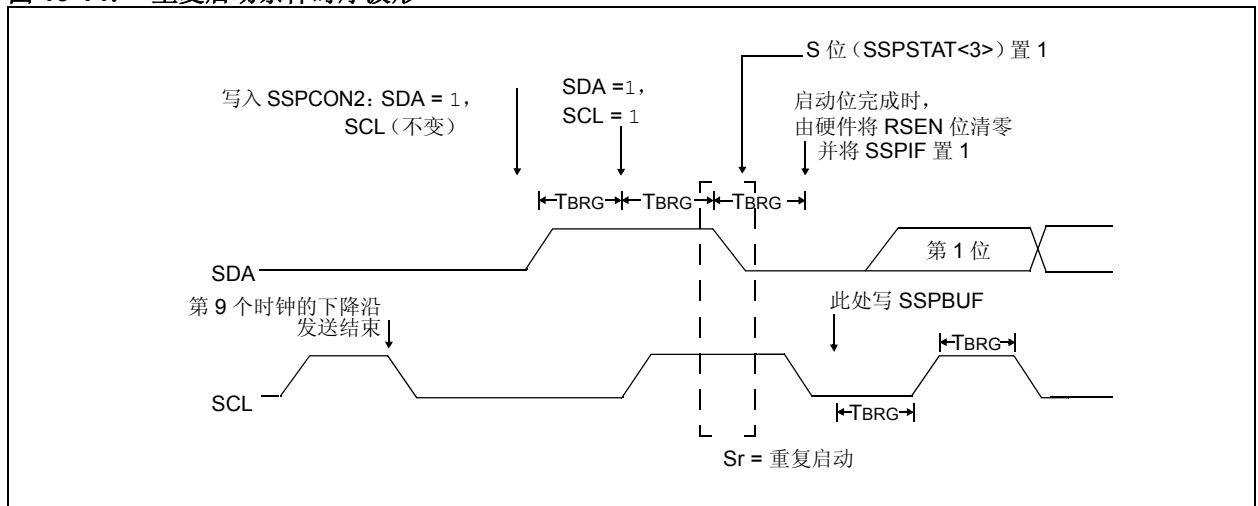 S 位（SSPSTAT<3>）置 1
写入 SSPCON2：SDA = 1，
SCL（不变）
SDA =1，
SCL = 1
启动位完成时，
由硬件将 RSEN 位清零
并将 SSPIF 置 1
TBRG
TBRG
TBRG
SDA
第 1 位
第 9 个时钟的下降沿
发送结束
此处写 SSPBUF
TBRG
SCL
TBRG
Sr = 重复启动